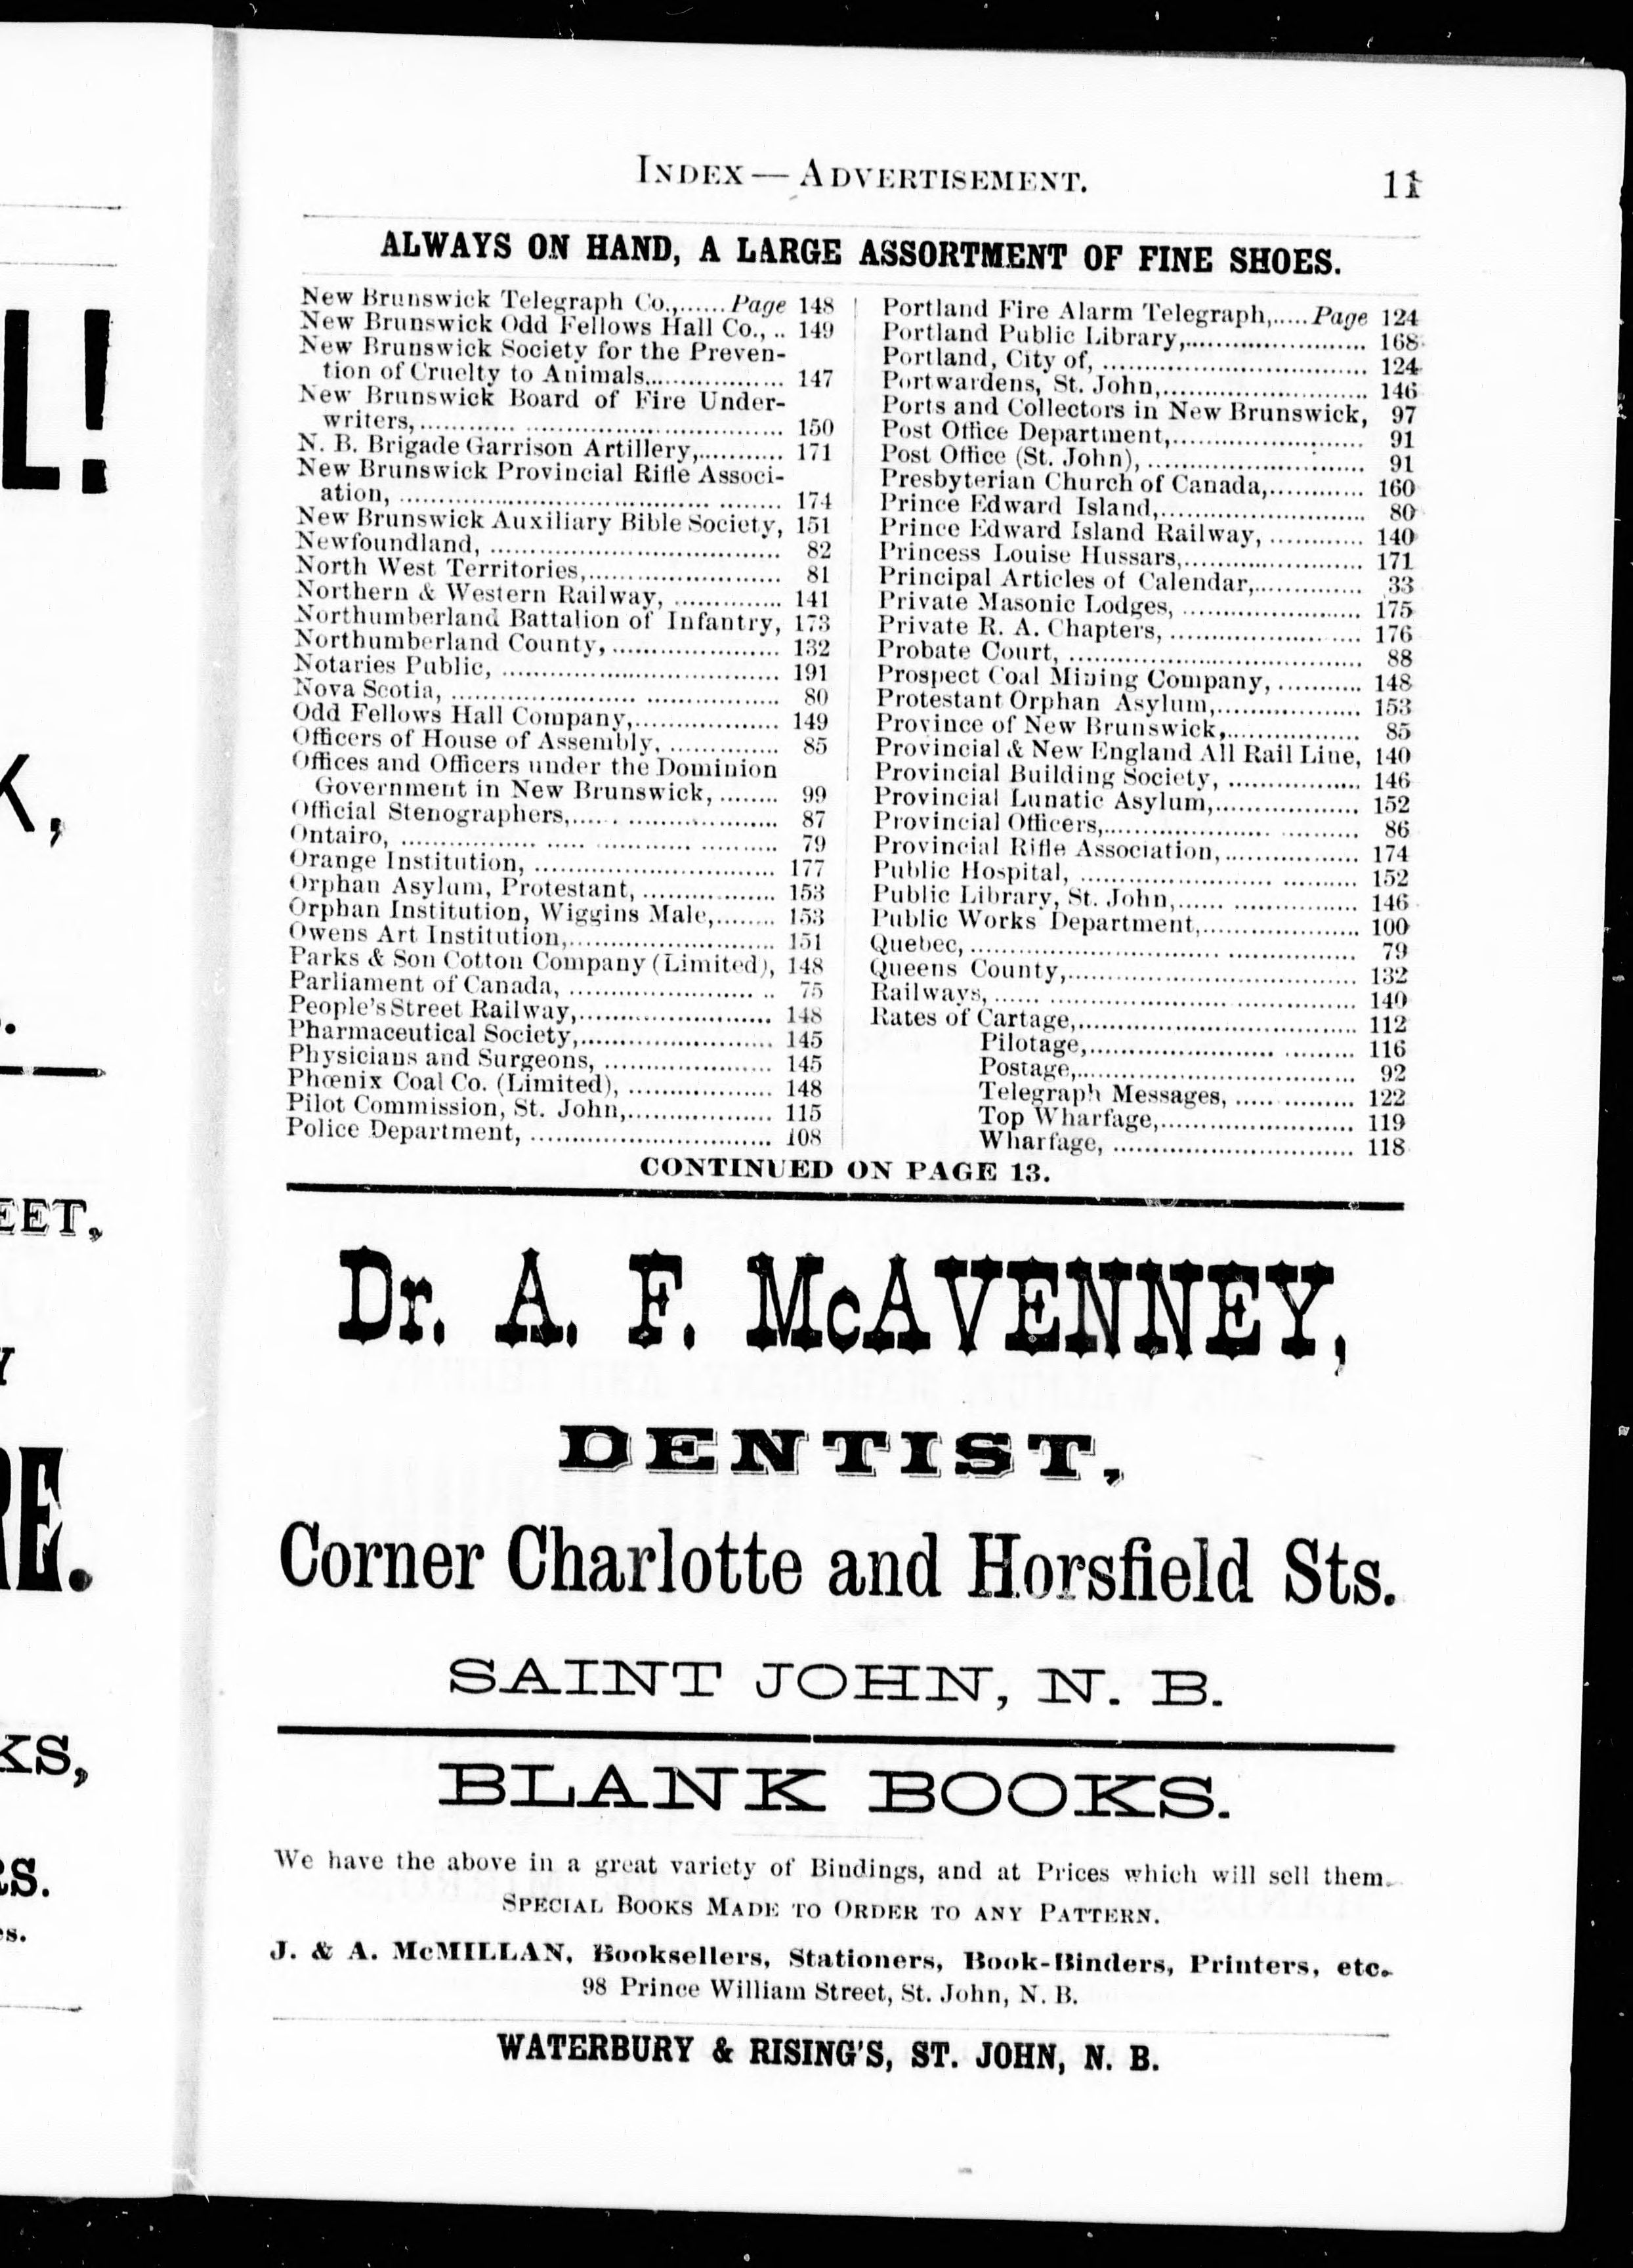 INDEX — ADVERTISEMENT. 11
ALWAYS ON HAND, A LARGE ASSORTMENT OF FINE SHOES.
New Brunswick Telegraph Co.,......Page 148
New Brunswick Odd Fellows Hall Co., .. 149
New Brunswick Society for the Preven-
tion of Cruelty to Animals,.................. 147
New Brunswick Board of Fire Under-
writers,................................................ 150
N. B. Brigade Garrison Artillery,........... 171
New Brunswick Provincial Rifle Associ-
ation, .................................................. 174
New Brunswick Auxiliary Bible Society, 151
Newfoundland, ...................................... 82
North West Territories,......................... 81
Northern & Western Railway, .............. 141
Northumberland Battalion of Infantry, 173
Northumberland County, ...................... 132
Notaries Public, .................................... 191
Nova Scotia, .......................................... 80
Odd Fellows Hall Company,................... 149
Officers of House of Assembly, .............. 85
Offices and Officers under the Dominion
Government in New Brunswick, ........ 99
Official Stenographers,.......................... 87
Ontairo, ................................................ 79
Orange Institution, ................................ 177
Orphan Asylum, Protestant, .................. 153
Orphan Institution, Wiggins Male,........ 153
Owens Art Institution,........................... 151
Parks & Son Cotton Company (Limited), 148
Parliament of Canada, .......................... 75
People's Street Railway,......................... 148
Pharmaceutical Society,......................... 145
Physicians and Surgeons, ...................... 145
Phœnix Coal Co. (Limited), ................... 148
Pilot Commission, St. John,................... 115
Police Department, ................................ 108
Portland Fire Alarm Telegraph,.....Page 124
Portland Public Library,........................ 168
Portland, City of, ................................... 124
Portwardens, St. John,........................... 146
Ports and Collectors in New Brunswick, 97
Post Office Department,......................... 91
Post Office (St. John), ............................ 91
Presbyterian Church of Canada,............ 160
Prince Edward Island,........................... 80
Prince Edward Island Railway, ............ 140
Princess Louise Hussars,........................ 171
Principal Articles of Calendar,.............. 33
Private Masonic Lodges, ........................ 175
Private R. A. Chapters, .......................... 176
Probate Court, ....................................... 88
Prospect Coal Mining Company, ........... 148
Protestant Orphan Asylum,................... 153
Province of New Brunswick,................. 85
Provincial & New England All Rail Line, 140
Provincial Building Society, ................. 146
Provincial Lunatic Asylum,................... 152
Provincial Officers,................................ 86
Provincial Rifle Association,.................. 174
Public Hospital, ..................................... 152
Public Library, St. John,........................ 146
Public Works Department,..................... 100
Quebec, .................................................. 79
Queens County,...................................... 132
Railways, ............................................... 140
Rates of Cartage,.................................... 112
Pilotage,................................... 116
Postage,.................................... 92
Telegraph Messages, ................ 122
Top Wharfage,.......................... 119
Wharfage, ................................ 118
CONTINUED ON PAGE 13.
Dr. A. F. McAVENNEY,
DENTIST,
Corner Charlotte and Horsfield Sts.
SAINT JOHN, N. B.
BLANK BOOKS.
We have the above in a great variety of Bindings, and at Prices which will sell them.
SPECIAL BOOKS MADE TO ORDER TO ANY PATTERN.
J. & A. McMILLAN, Booksellers, Stationers, Book-Binders, Printers, etc.
98 Prince William Street, St. John, N. B.
WATERBURY & RISING'S, ST. JOHN, N. B.